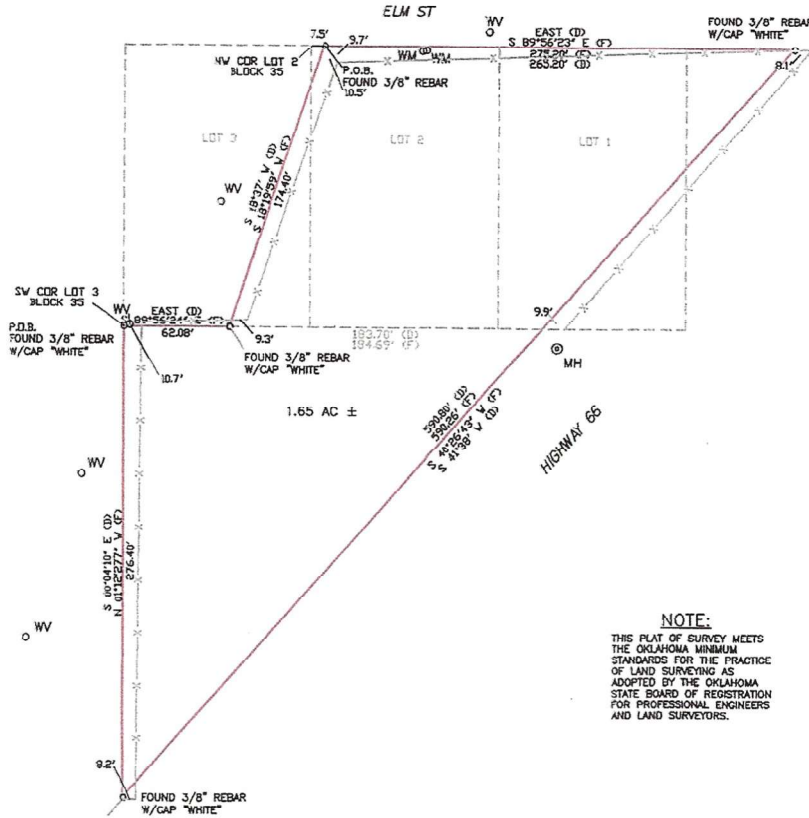 ELM ST
7.5'
9.7'
WV
EAST (D)
S 89°56'23" E (F)
275.20' (F)
265.20' (D)
FOUND 3/8" REBAR
W/CAP "WHITE"
8.1'
NW COR LOT 2
BLOCK 35
P.O.B.
FOUND 3/8" REBAR
10.5'
WM
WM
LOT 3
LOT 2
LOT 1
S 18°37' W (D)
S 18°19'59" W (F)
174.40'
WV
SW COR LOT 3
BLOCK 35
WV
EAST (D)
62.08'
P.O.B.
FOUND 3/8" REBAR
W/CAP "WHITE"
10.7'
9.3'
FOUND 3/8" REBAR
W/CAP "WHITE"
183.70' (D)
184.69' (F)
9.9'
MH
1.65 AC ±
590.80' (D)
590.26' (F)
S 40°26'43" W (F)
S 41°38' W (D)
HIGHWAY 66
WV
S 00°04'10" E (D)
N 01°12'27" W (F)
276.40'
WV
9.2'
FOUND 3/8" REBAR
W/CAP "WHITE"
NOTE:
THIS PLAT OF SURVEY MEETS
THE OKLAHOMA MINIMUM
STANDARDS FOR THE PRACTICE
OF LAND SURVEYING AS
ADOPTED BY THE OKLAHOMA
STATE BOARD OF REGISTRATION
FOR PROFESSIONAL ENGINEERS
AND LAND SURVEYORS.